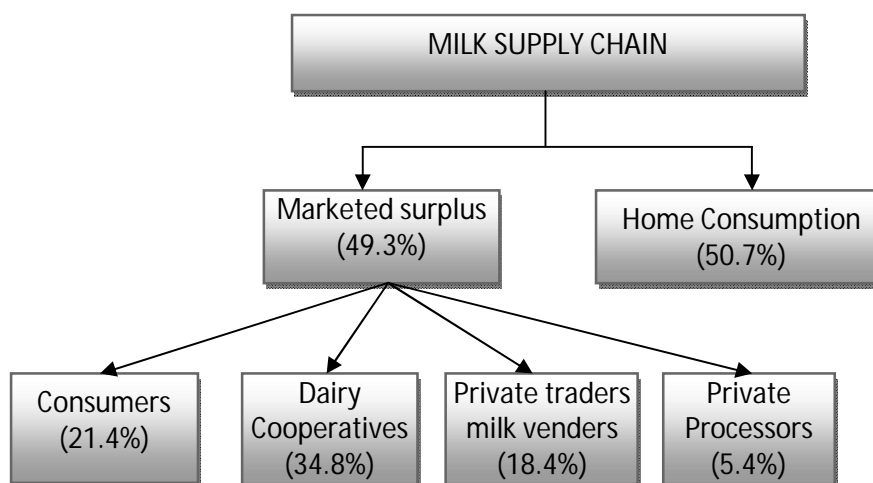 MILK SUPPLY CHAIN
Marketed surplus
(49.3%)
Home Consumption
(50.7%)
Consumers
(21.4%)
Dairy
Cooperatives
(34.8%)
Private traders
milk venders
(18.4%)
Private
Processors
(5.4%)